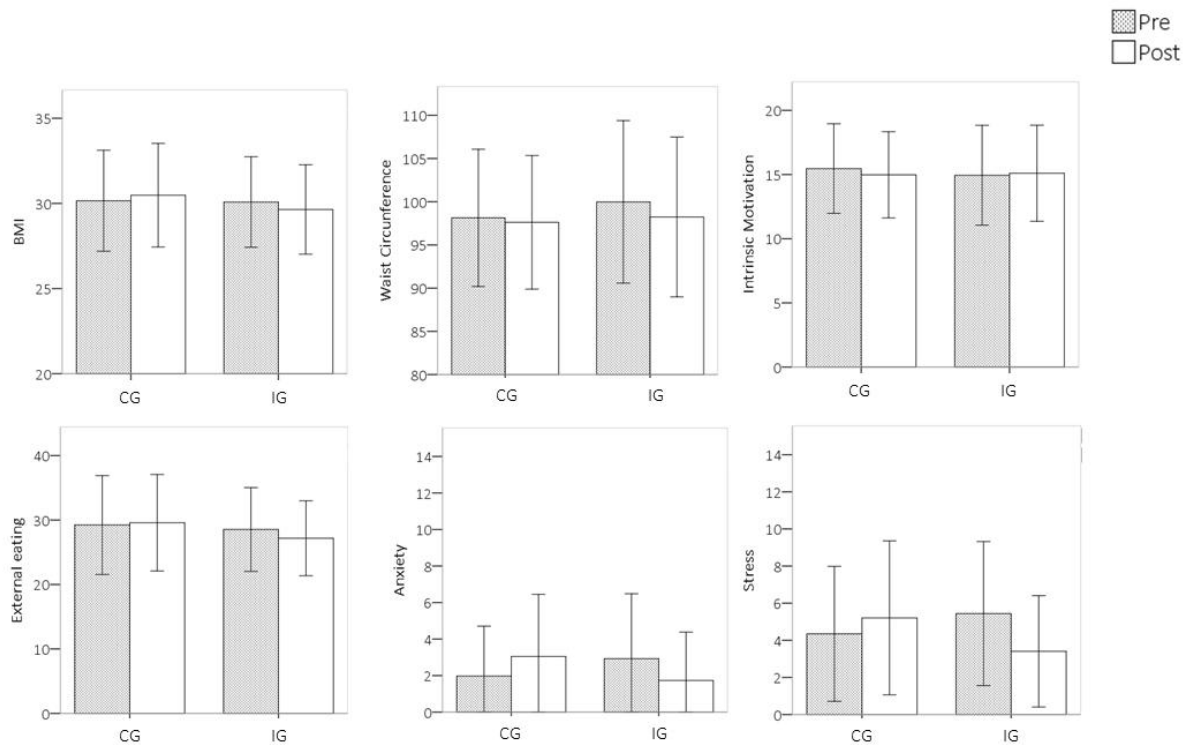 Pre
Post
BMI
35
30
25
20
CG
IG
Waist Circunference
110
105
100
95
90
85
80
CG
IG
Intrinsic Motivation
20
15
10
5
0
CG
IG
External eating
40
30
20
10
0
CG
IG
Anxiety
14
12
10
8
6
4
2
0
CG
IG
Stress
14
12
10
8
6
4
2
0
CG
IG